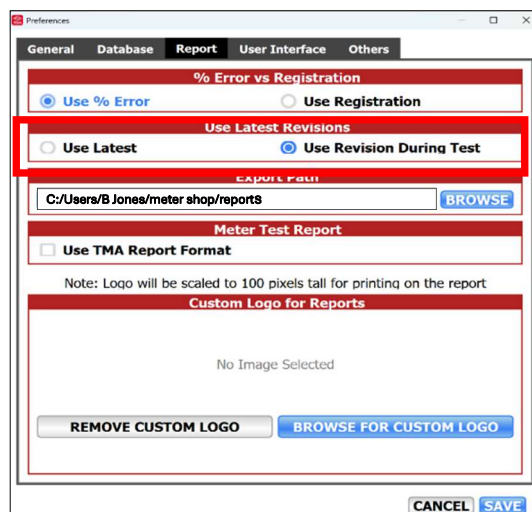 Preferences
General Database Report User Interface Others
% Error vs Registration
Use % Error Use Registration
Use Latest Revisions
Use Latest Use Revision During Test
Export Path
C:/Users/B Jones/meter shop/reports BROWSE
Meter Test Report
Use TMA Report Format
Note: Logo will be scaled to 100 pixels tall for printing on the report
Custom Logo for Reports
No Image Selected
REMOVE CUSTOM LOGO BROWSE FOR CUSTOM LOGO
CANCEL SAVE